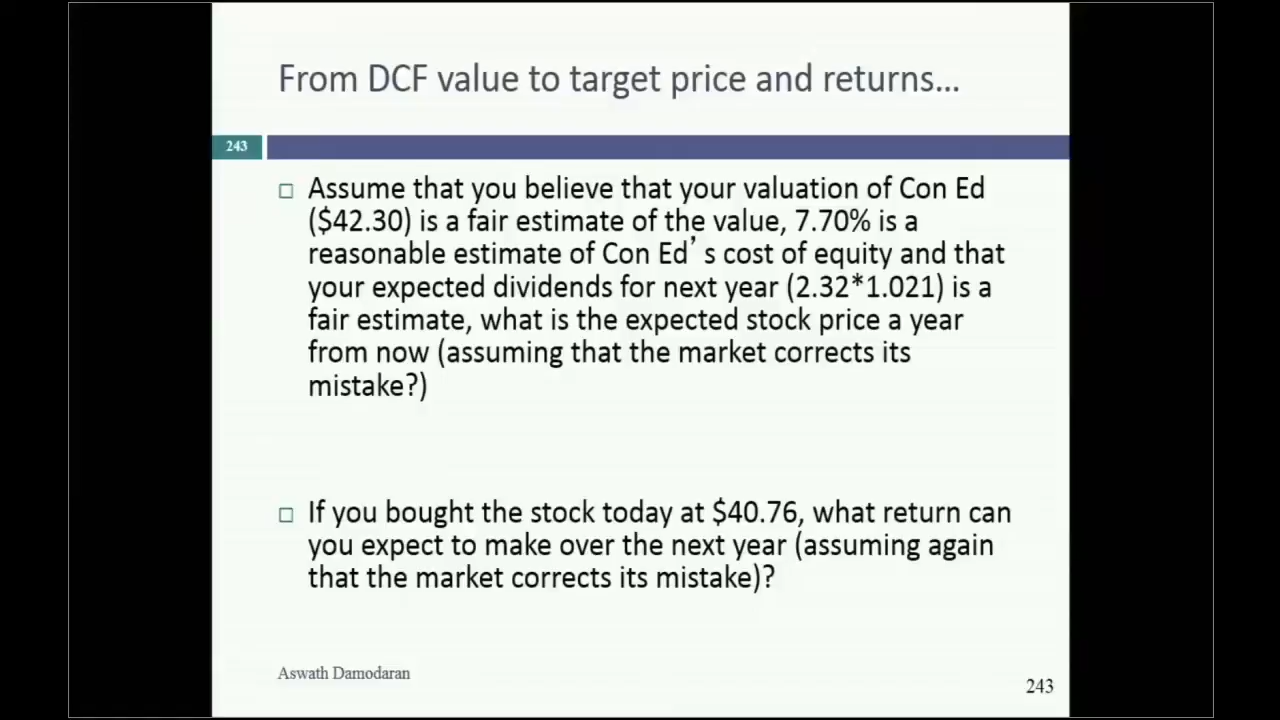 From DCF value to target price and returns...
243
Assume that you believe that your valuation of Con Ed
($42.30) is a fair estimate of the value, 7.70% is a
reasonable estimate of Con Ed’ s cost of equity and that
your expected dividends for next year (2.32*1.021) is a
fair estimate, what is the expected stock price a year
from now (assuming that the market corrects its
mistake?)
If you bought the stock today at $40.76, what return can
you expect to make over the next year (assuming again
that the market corrects its mistake)?
Aswath Damodaran
243